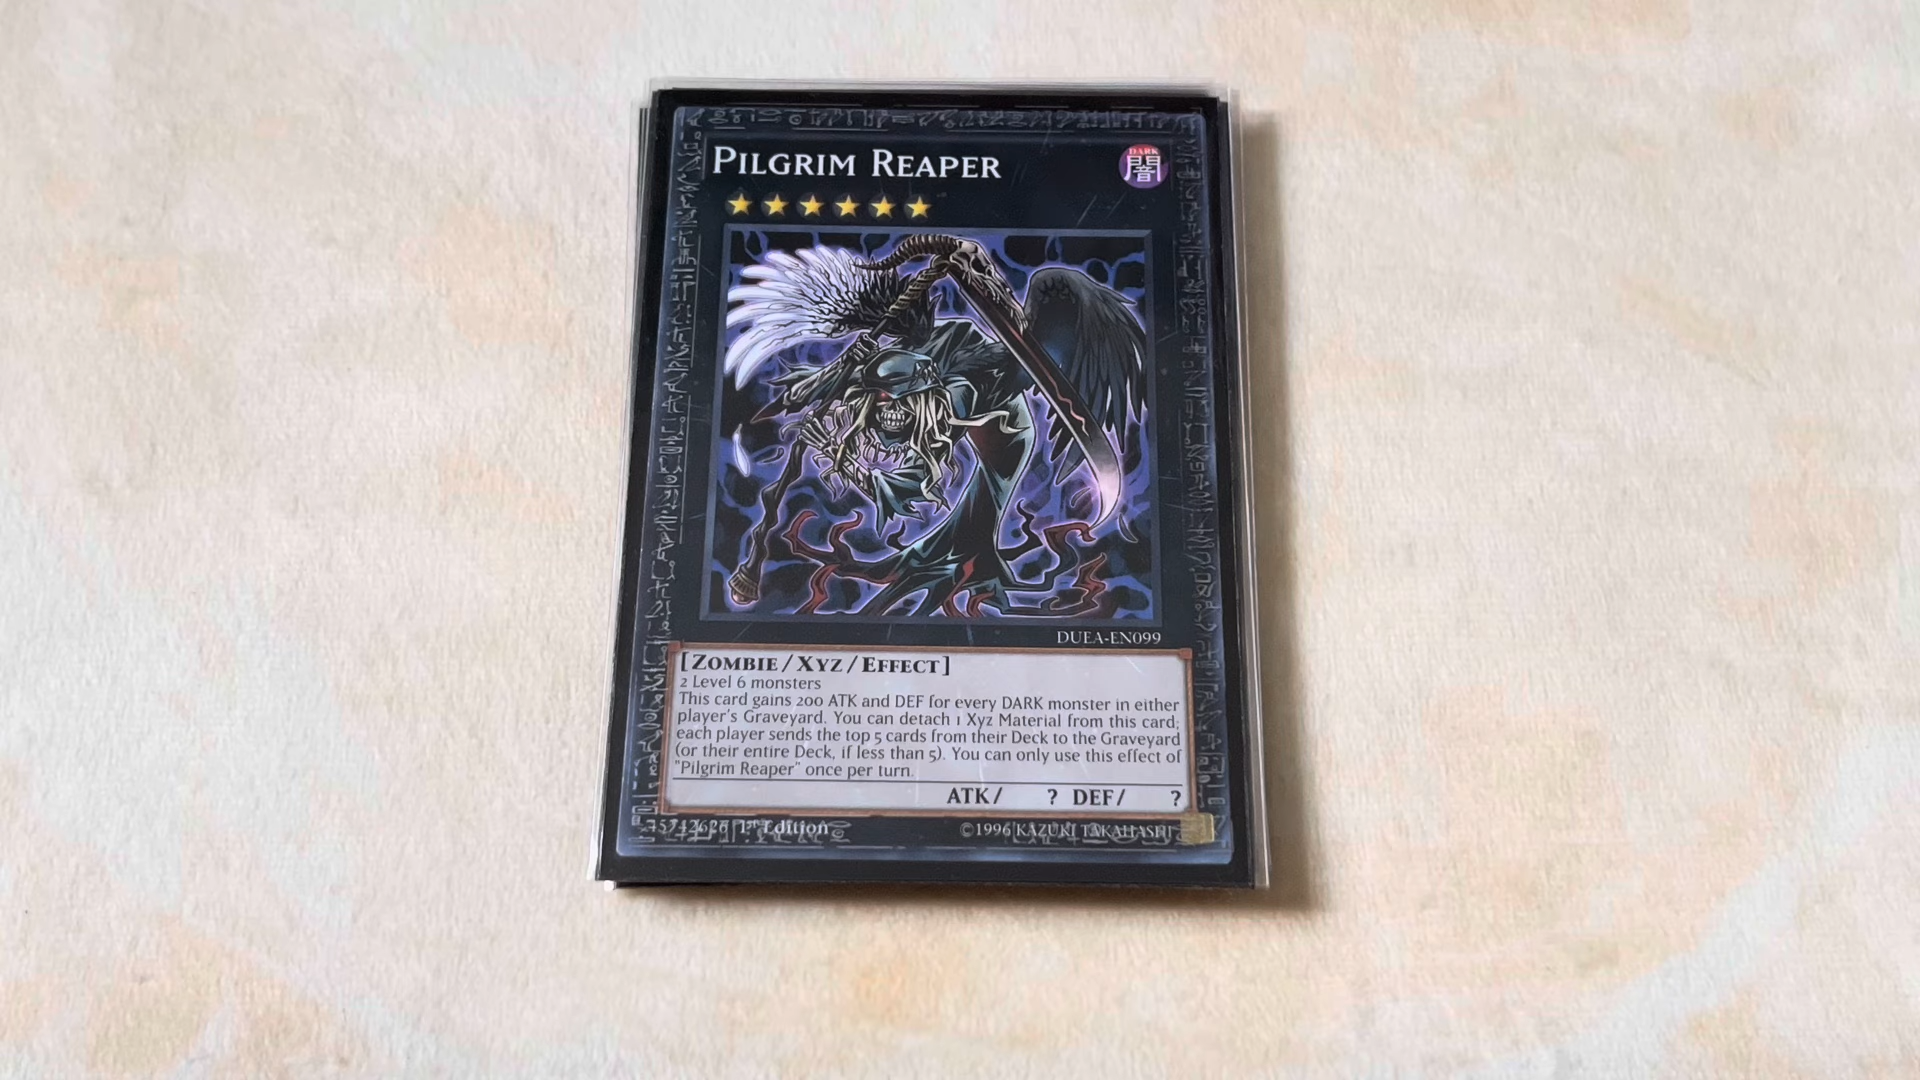 PILGRIM REAPER
DARK
闇
DUEA-EN099
[ZOMBIE/XYZ/EFFECT]
2 Level 6 monsters
This card gains 200 ATK and DEF for every DARK monster in either
player's Graveyard. You can detach 1 Xyz Material from this card;
each player sends the top 5 cards from their Deck to the Graveyard
(or their entire Deck, if less than 5). You can only use this effect of
"Pilgrim Reaper" once per turn.
ATK/ ? DEF/ ?
45742626 1st Edition
©1996 KAZUKI TAKAHASHI